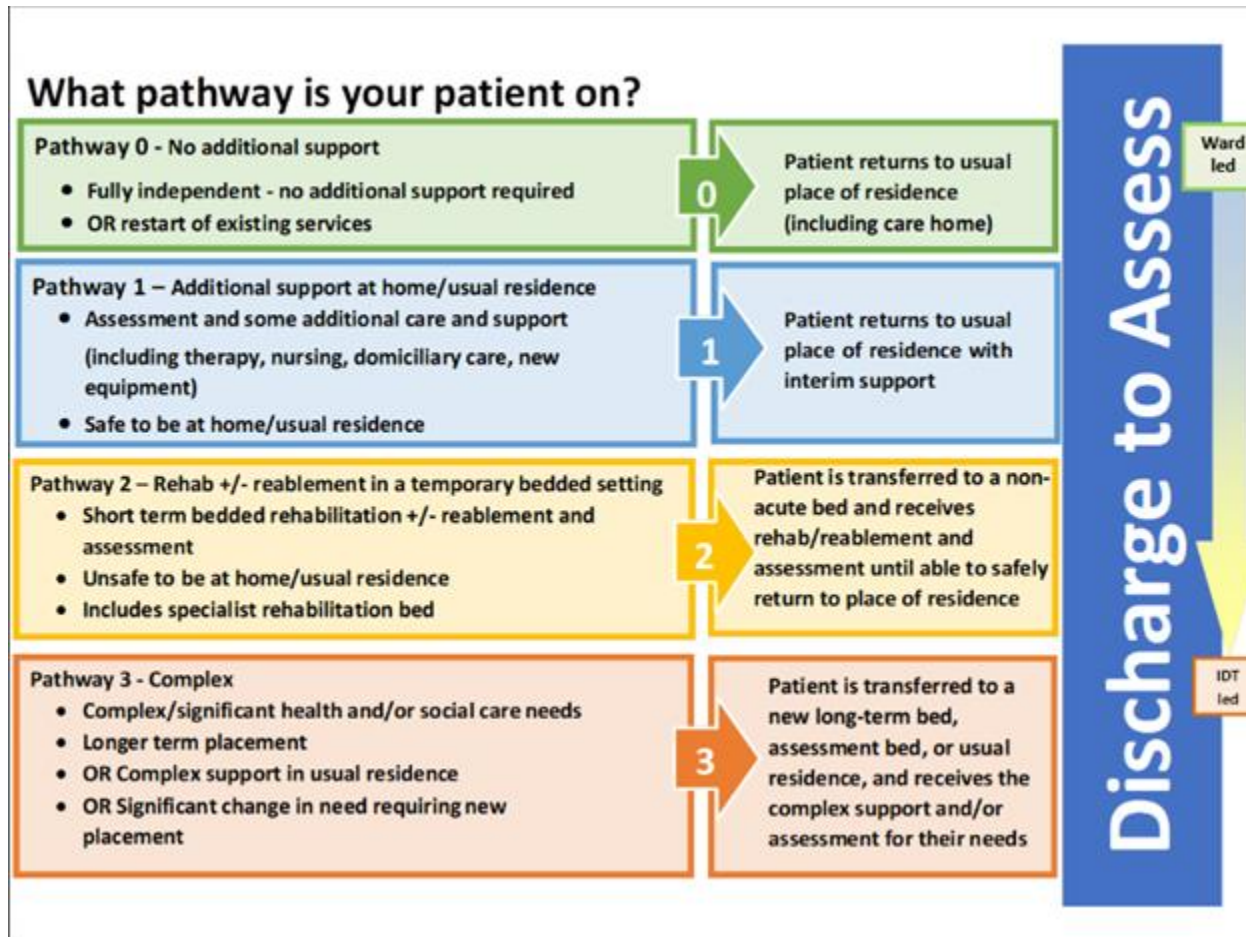 What pathway is your patient on?
Pathway 0 - No additional support
• Fully independent - no additional support required
• OR restart of existing services
0
Patient returns to usual
place of residence
(including care home)
Pathway 1 – Additional support at home/usual residence
• Assessment and some additional care and support
(including therapy, nursing, domiciliary care, new
equipment)
• Safe to be at home/usual residence
1
Patient returns to usual
place of residence with
interim support
Pathway 2 – Rehab +/- reablement in a temporary bedded setting
• Short term bedded rehabilitation +/- reablement and
assessment
• Unsafe to be at home/usual residence
• Includes specialist rehabilitation bed
2
Patient is transferred to a non-
acute bed and receives
rehab/reablement and
assessment until able to safely
return to place of residence
Pathway 3 - Complex
• Complex/significant health and/or social care needs
• Longer term placement
• OR Complex support in usual residence
• OR Significant change in need requiring new
placement
3
Patient is transferred to a
new long-term bed,
assessment bed, or usual
residence, and receives the
complex support and/or
assessment for their needs
Discharge to Assess
Ward
led
IDT
led